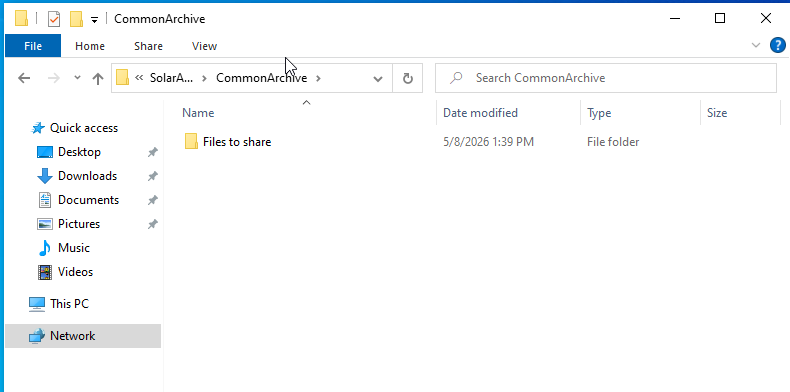 CommonArchive
File Home Share View
SolarA... CommonArchive Search CommonArchive
Name Date modified Type Size
Files to share 5/8/2026 1:39 PM File folder
Quick access
Desktop
Downloads
Documents
Pictures
Music
Videos
This PC
Network